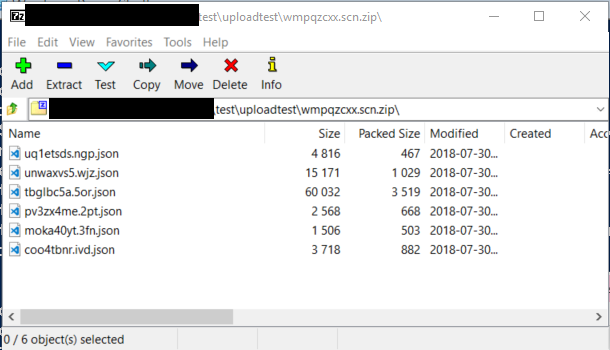 7z test\uploadtest\wmpqzcxx.scn.zip\
File Edit View Favorites Tools Help
Add Extract Test Copy Move Delete Info
test\uploadtest\wmpqzcxx.scn.zip\
Name Size Packed Size Modified Created Acc
uq1etsds.ngp.json 4 816 467 2018-07-30...
unwaxvs5.wjz.json 15 171 1 029 2018-07-30...
tbglbc5a.5or.json 60 032 3 519 2018-07-30...
pv3zx4me.2pt.json 2 568 668 2018-07-30...
moka40yt.3fn.json 1 506 503 2018-07-30...
coo4tbnr.ivd.json 3 718 882 2018-07-30...
0 / 6 object(s) selected